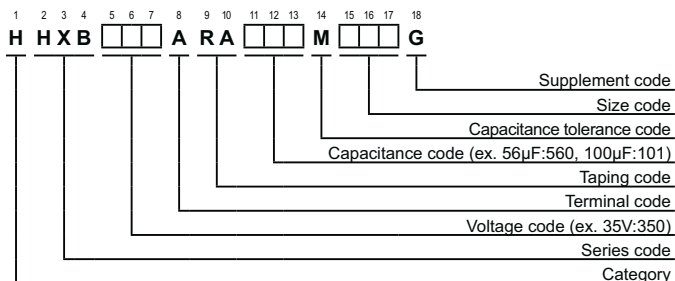 1 2 3 4 5 6 7 8 9 10 11 12 13 14 15 16 17 18
H H X B A R A M G
Supplement code
Size code
Capacitance tolerance code
Capacitance code (ex. 56µF:560, 100µF:101)
Taping code
Terminal code
Voltage code (ex. 35V:350)
Series code
Category